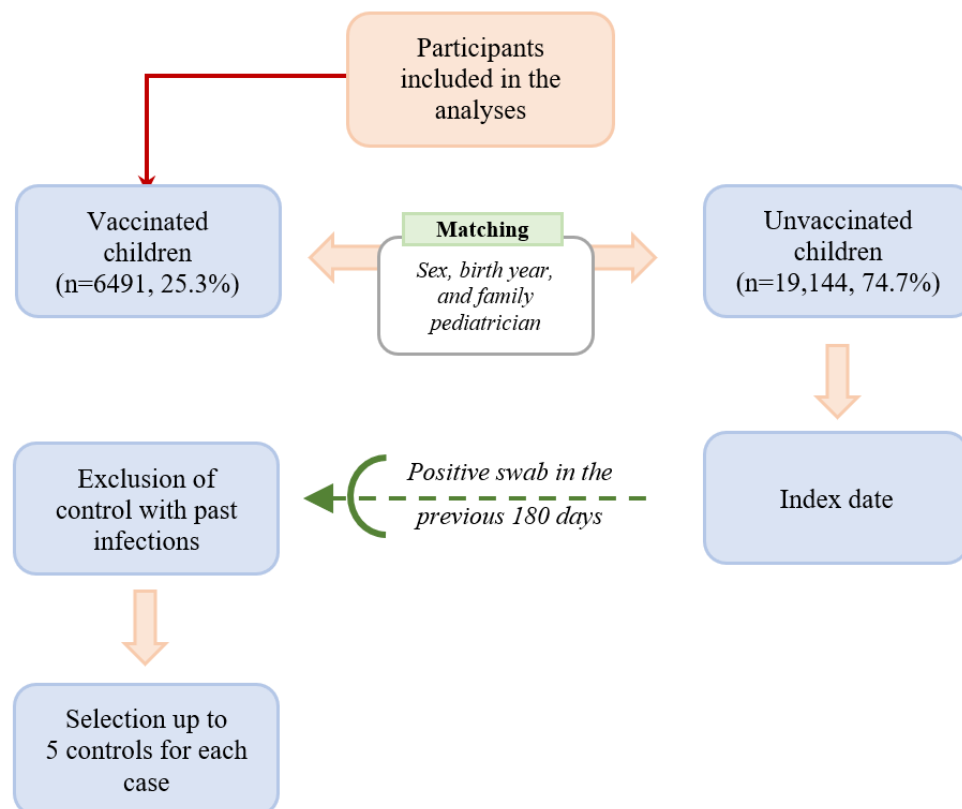 Participants
included in the
analyses
Vaccinated
children
(n=6491, 25.3%)
Matching
Sex, birth year,
and family
pediatrician
Unvaccinated
children
(n=19,144, 74.7%)
Exclusion of
control with past
infections
Positive swab in the
previous 180 days
Index date
Selection up to
5 controls for each
case